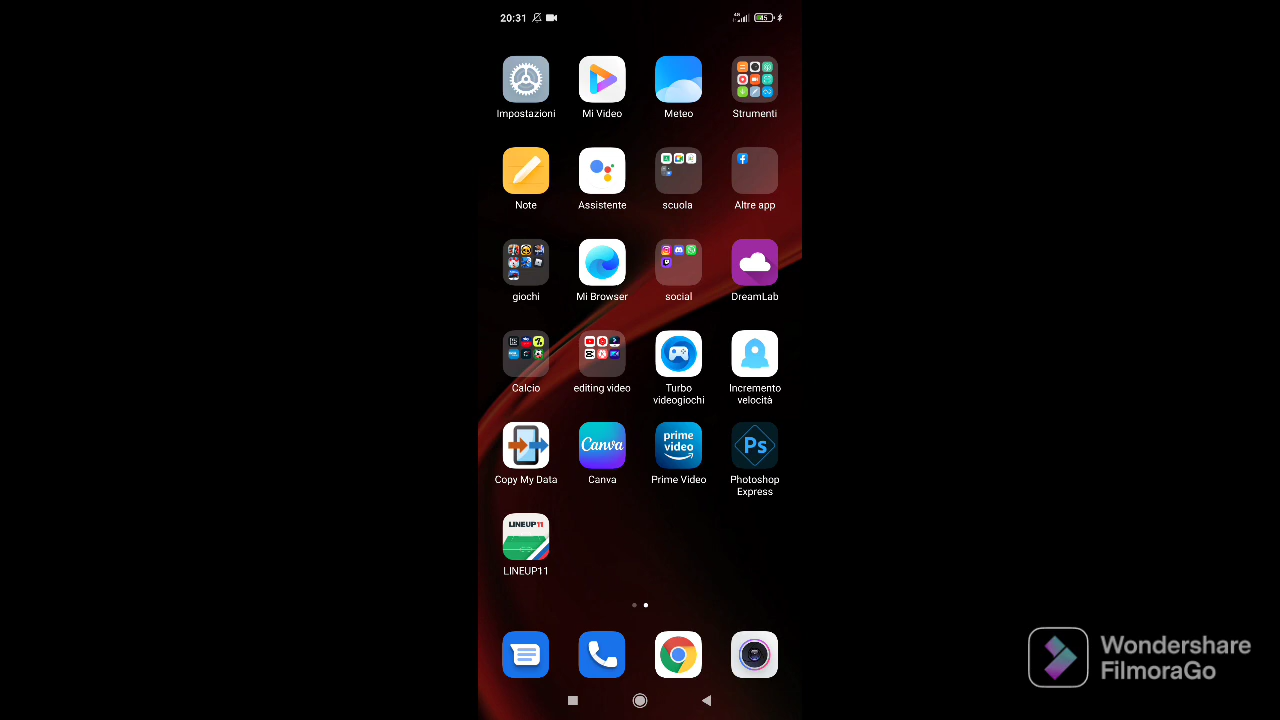 20:31
4G
45
Impostazioni
Mi Video
Meteo
Strumenti
Note
Assistente
scuola
Altre app
giochi
Mi Browser
social
DreamLab
Calcio
editing video
Turbo
videogiochi
Incremento
velocità
Canva
prime
video
Ps
Copy My Data
Canva
Prime Video
Photoshop
Express
LINEUP11
LINEUP11
Wondershare
FilmoraGo